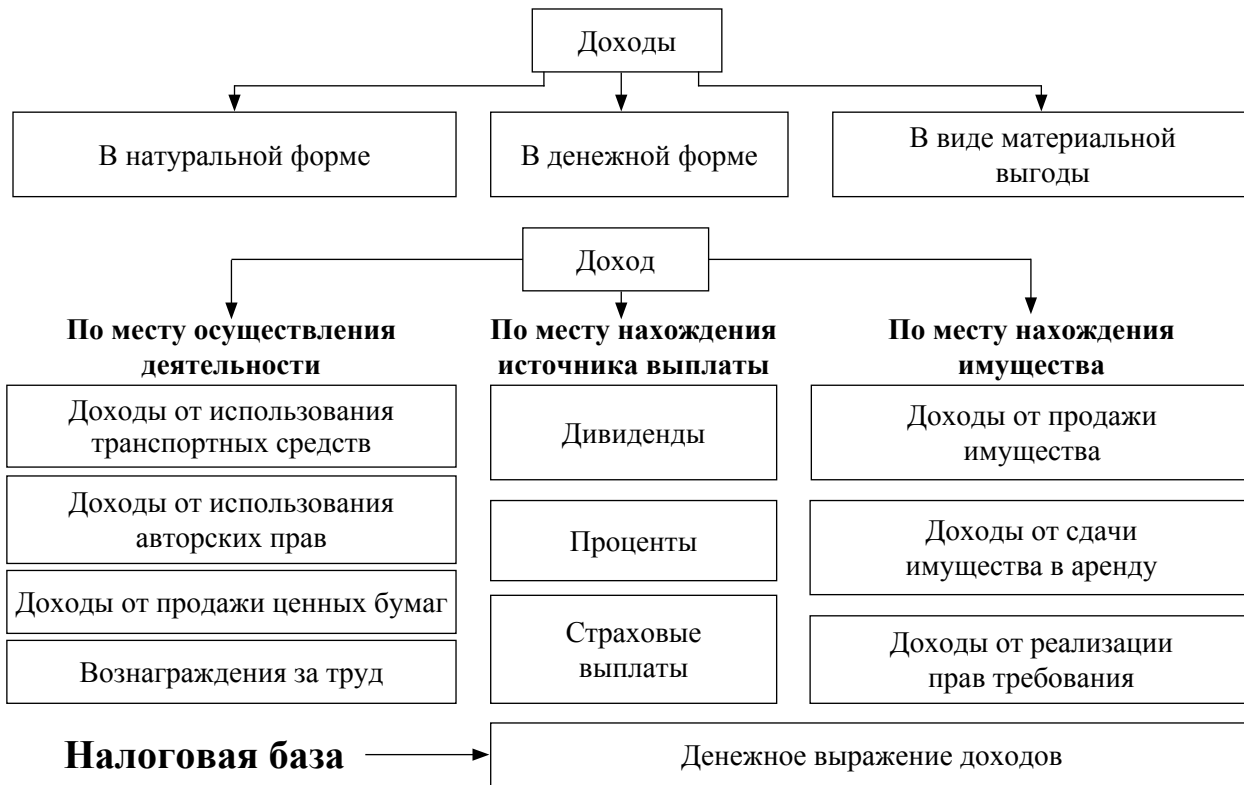 Доходы
В натуральной форме
В денежной форме
В виде материальной
выгоды
Доход
По месту осуществления
деятельности
По месту нахождения
источника выплаты
По месту нахождения
имущества
Доходы от использования
транспортных средств
Доходы от использования
авторских прав
Доходы от продажи ценных бумаг
Вознаграждения за труд
Дивиденды
Проценты
Страховые
выплаты
Доходы от продажи
имущества
Доходы от сдачи
имущества в аренду
Доходы от реализации
прав требования
Налоговая база
Денежное выражение доходов